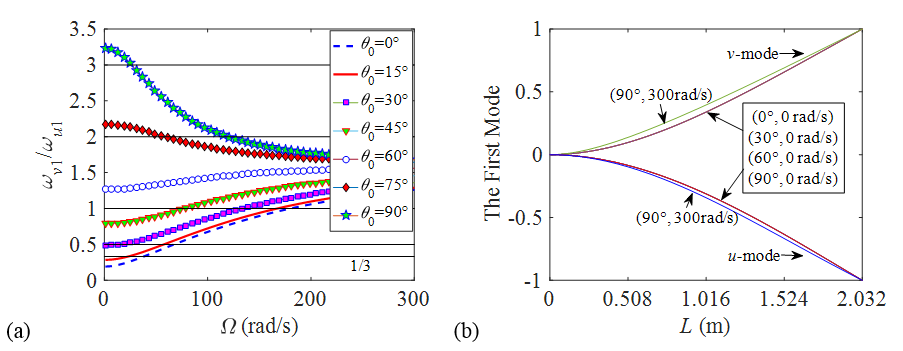 3.5
3
2.5
2
1.5
1
0.5
0
0
100
200
300
ω_v1/ω_u1
Ω (rad/s)
θ_0=0°
θ_0=15°
θ_0=30°
θ_0=45°
θ_0=60°
θ_0=75°
θ_0=90°
1/3
(a)
1
0.5
0
-0.5
-1
0
0.508
1.016
1.524
2.032
The First Mode
L (m)
v-mode
(90°, 300rad/s)
(0°, 0 rad/s)
(30°, 0 rad/s)
(60°, 0 rad/s)
(90°, 0 rad/s)
(90°, 300rad/s)
u-mode
(b)